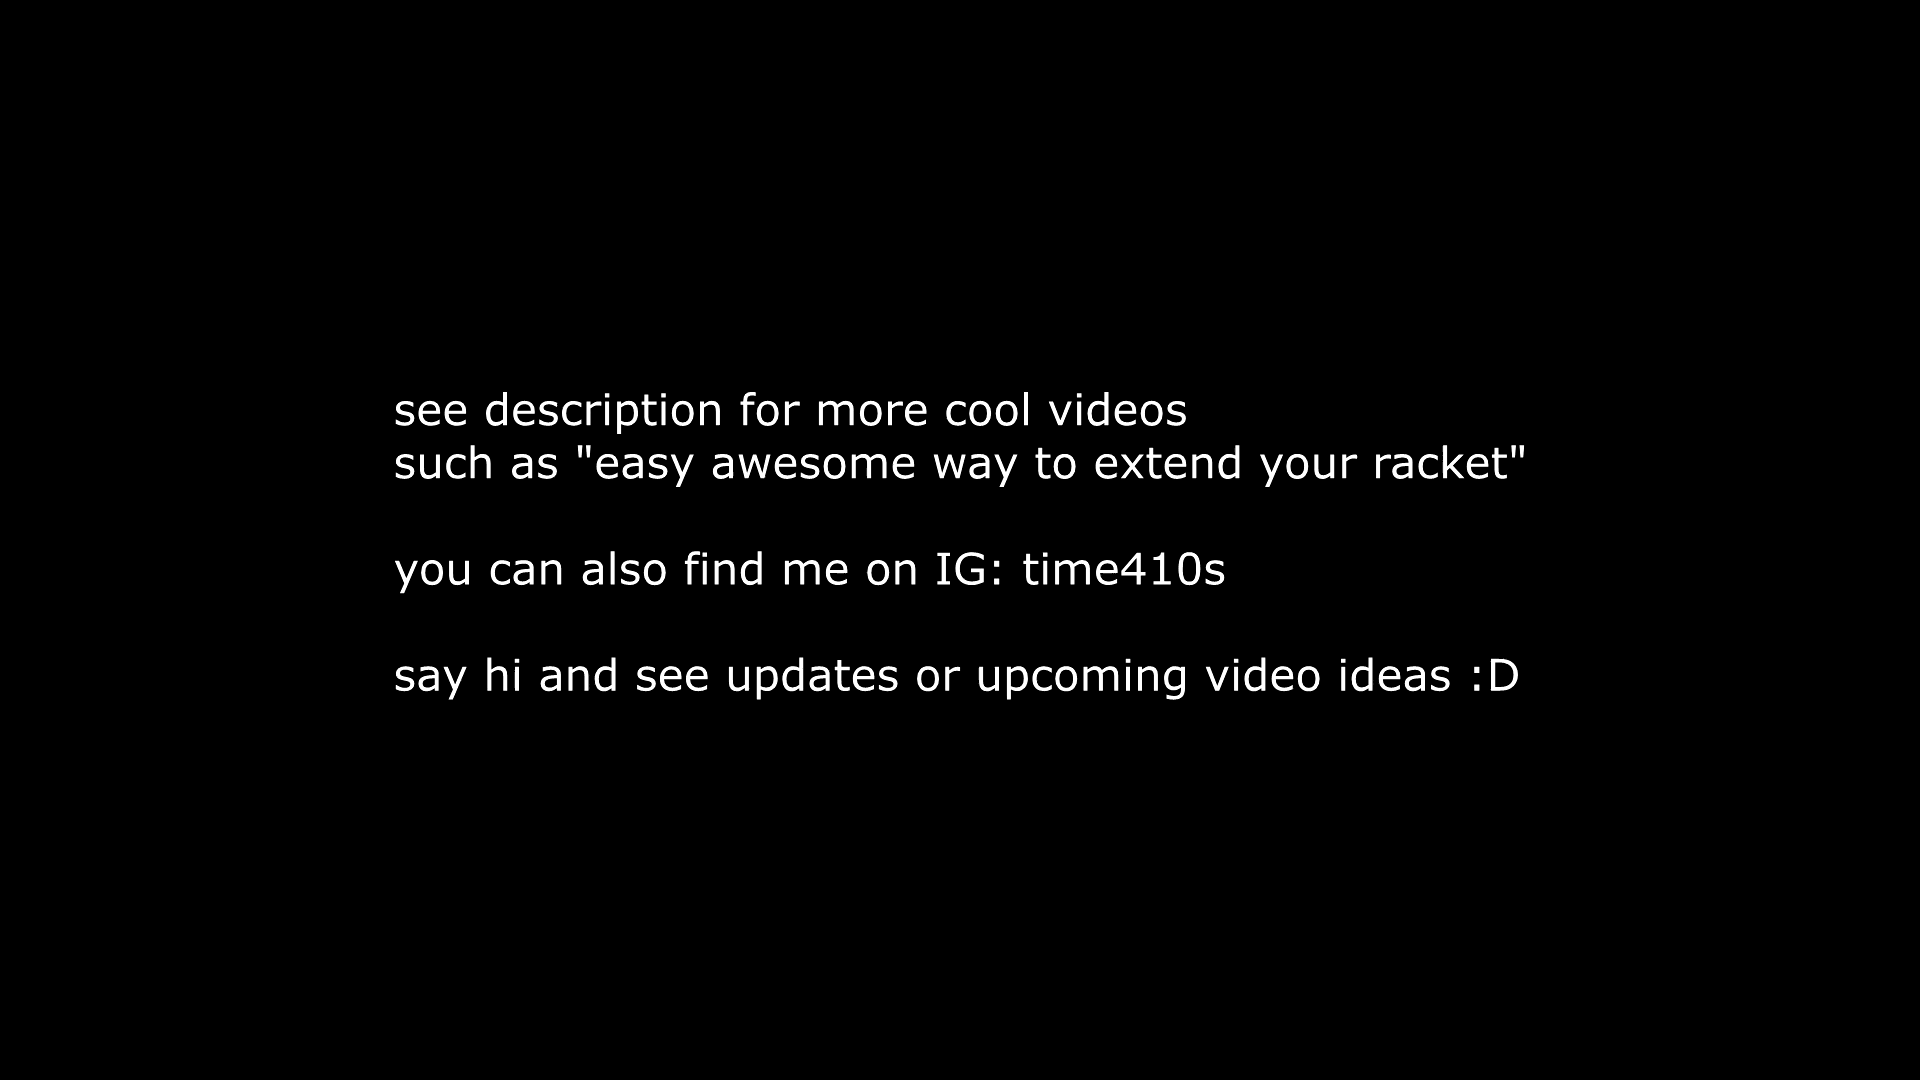 see description for more cool videos
such as "easy awesome way to extend your racket"
you can also find me on IG: time410s
say hi and see updates or upcoming video ideas :D